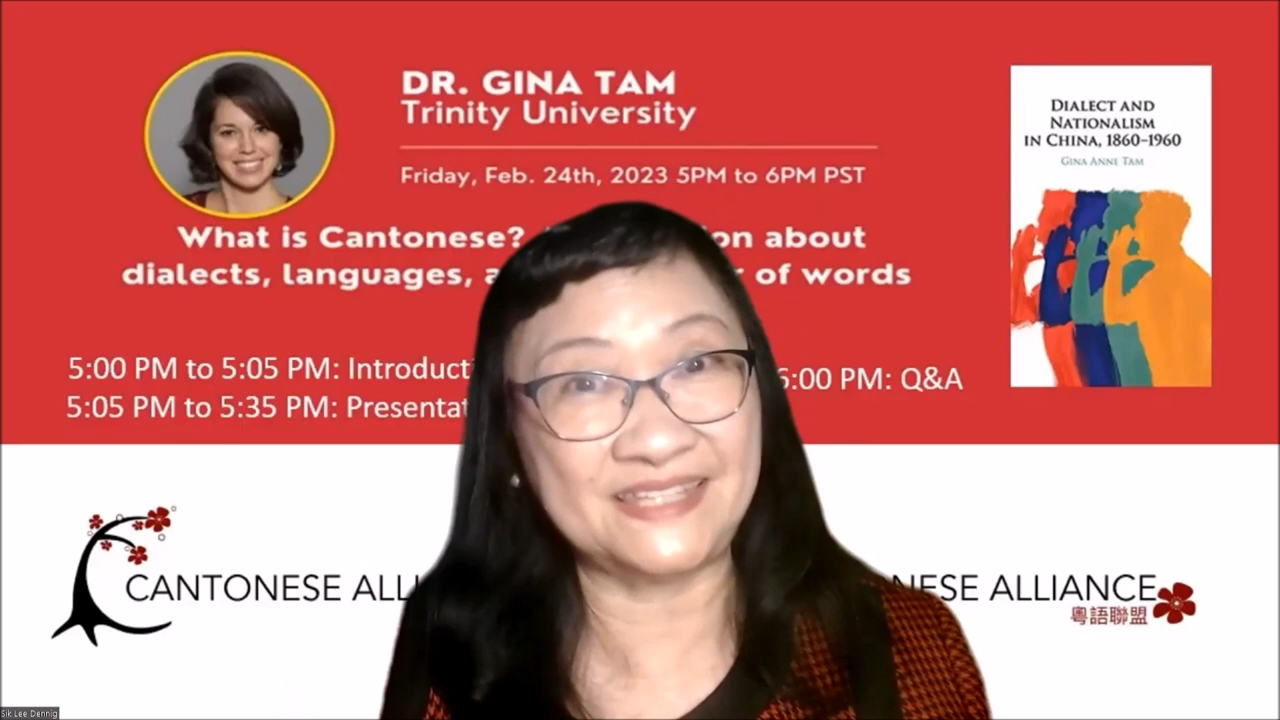 DR. GINA TAM
Trinity University
Friday, Feb. 24th, 2023 5PM to 6PM PST
What is Cantonese? on about
dialects, languages, of words
5:00 PM to 5:05 PM: Introducti
5:05 PM to 5:35 PM: Presentat
6:00 PM: Q&A
DIALECT AND
NATIONALISM
IN CHINA, 1860–1960
GINA ANNE TAM
CANTONESE ALL
NESE ALLIANCE
粵語聯盟
Sik Lee Dennig